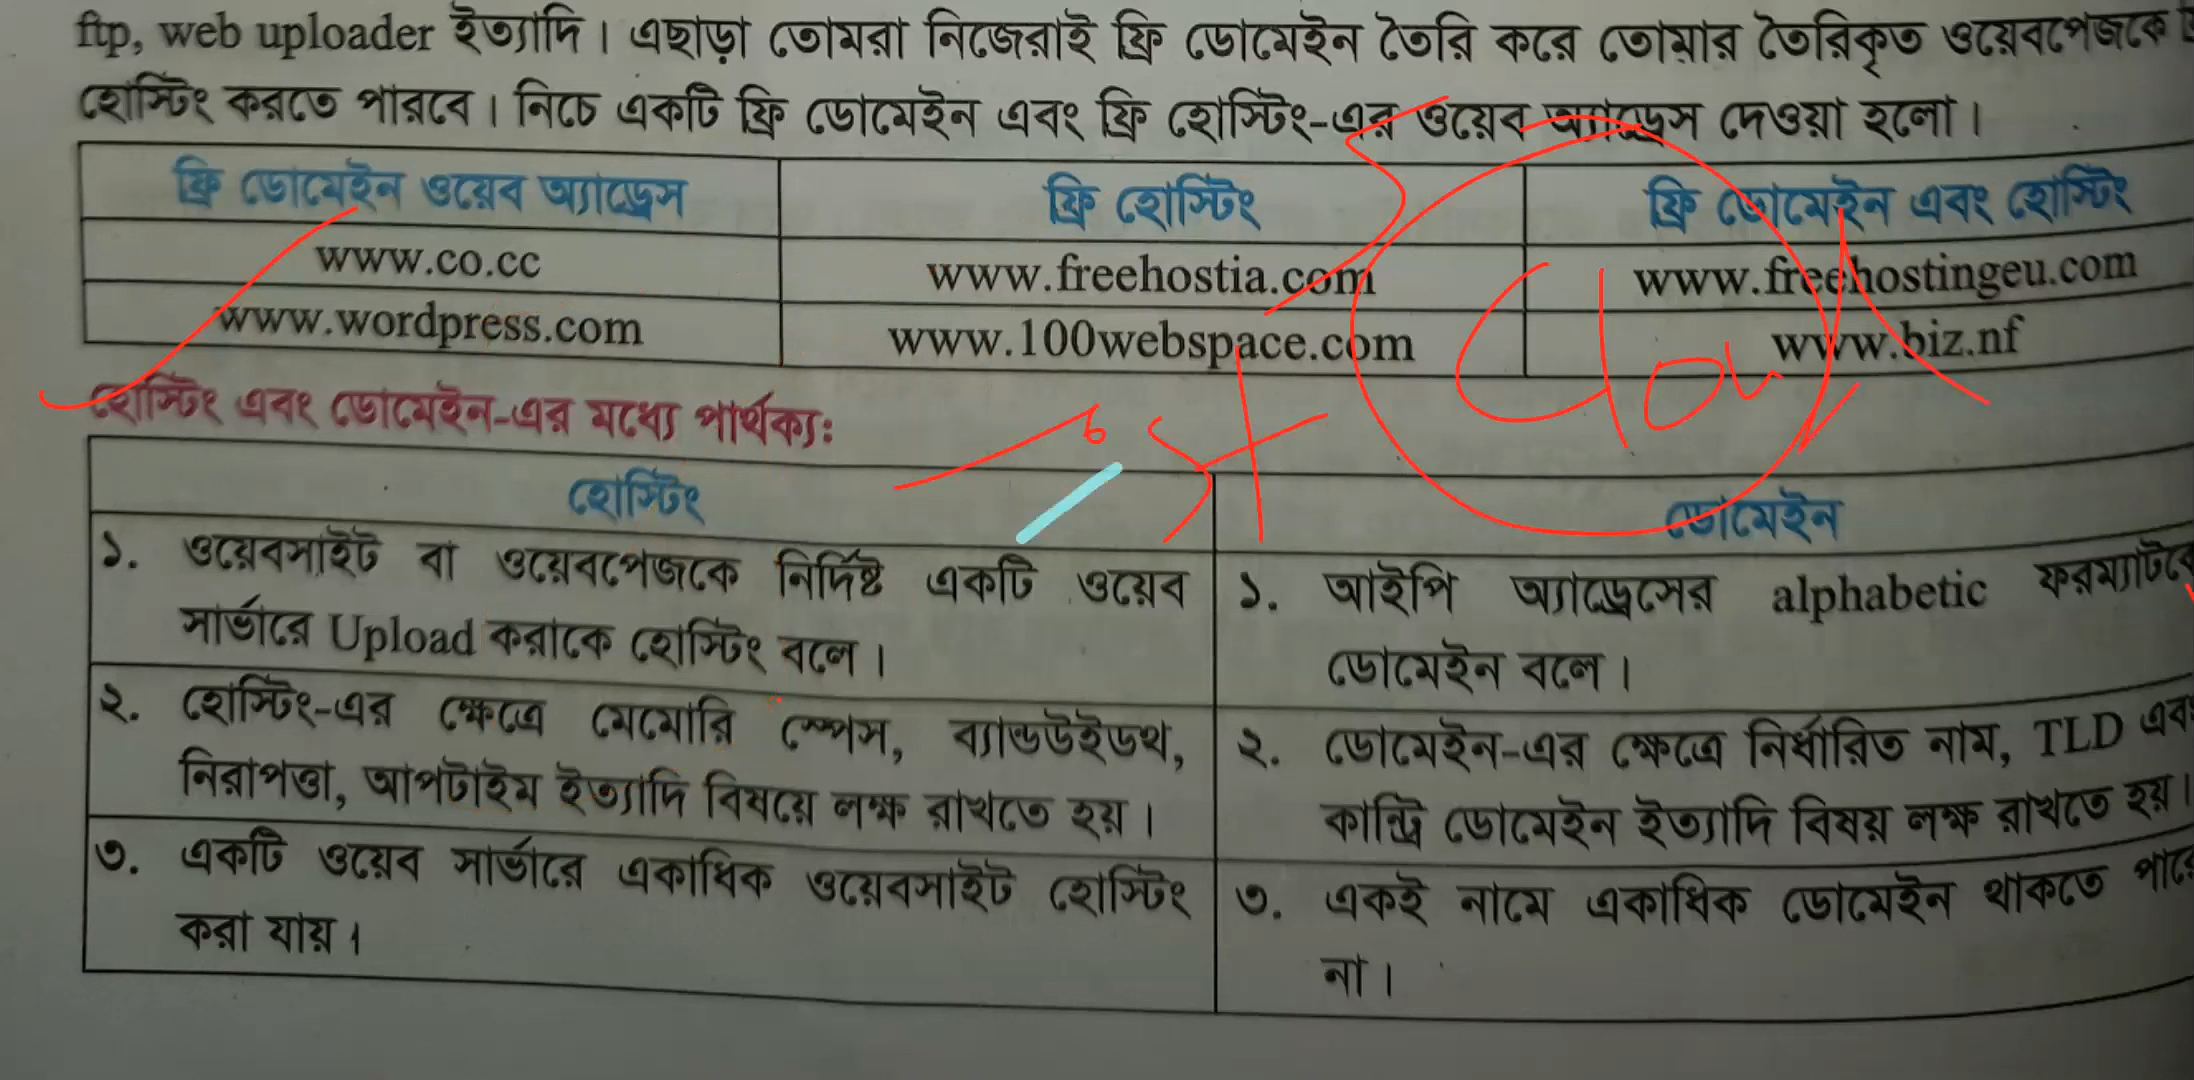 ftp, web uploader ইত্যাদি। এছাড়া তোমরা নিজেরাই ফ্রি ডোমেইন তৈরি করে তোমার তৈরিকৃত ওয়েবপেজকে
হোস্টিং করতে পারবে। নিচে একটি ফ্রি ডোমেইন এবং ফ্রি হোস্টিং-এর ওয়েব অ্যাড্রেস দেওয়া হলো।
ফ্রি ডোমেইন ওয়েব অ্যাড্রেস ফ্রি হোস্টিং ফ্রি ডোমেইন এবং হোস্টিং
www.co.cc www.freehostia.com www.freehostingeu.com
www.wordpress.com www.100webspace.com www.biz.nf
হোস্টিং এবং ডোমেইন-এর মধ্যে পার্থক্য:
হোস্টিং
১. ওয়েবসাইট বা ওয়েবপেজকে নির্দিষ্ট একটি ওয়েব
সার্ভারে Upload করাকে হোস্টিং বলে।
২. হোস্টিং-এর ক্ষেত্রে মেমোরি স্পেস, ব্যান্ডউইডথ,
নিরাপত্তা, আপটাইম ইত্যাদি বিষয়ে লক্ষ রাখতে হয়।
৩. একটি ওয়েব সার্ভারে একাধিক ওয়েবসাইট হোস্টিং
করা যায়।
ডোমেইন
১. আইপি অ্যাড্রেসের alphabetic ফরম্যাটকে
ডোমেইন বলে।
২. ডোমেইন-এর ক্ষেত্রে নির্ধারিত নাম, TLD এবং
কান্ট্রি ডোমেইন ইত্যাদি বিষয় লক্ষ রাখতে হয়।
৩. একই নামে একাধিক ডোমেইন থাকতে পারে
না।